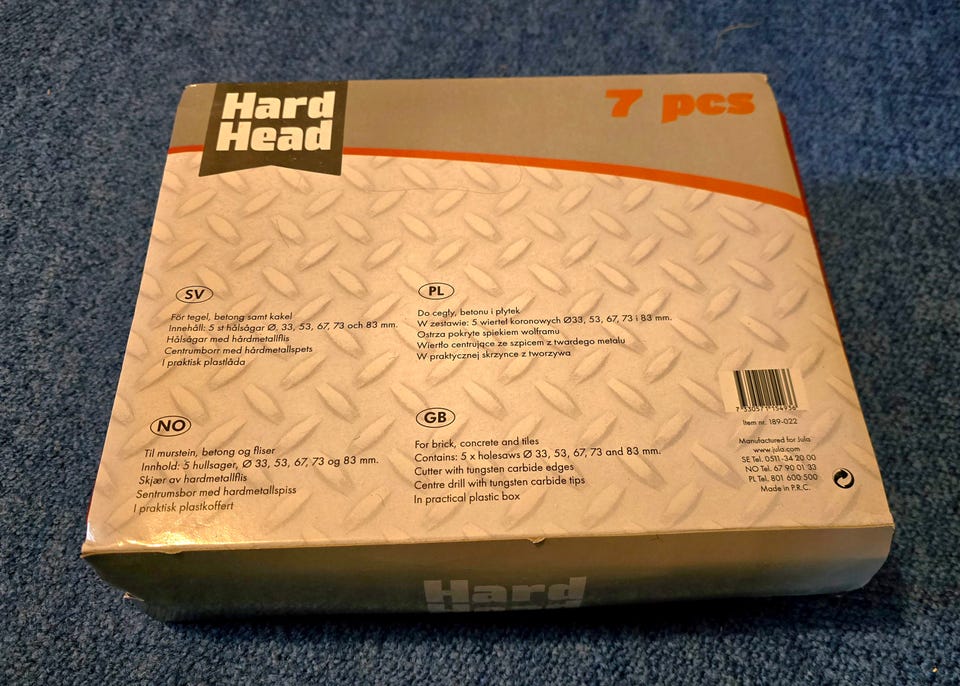 Hard
Head
7 pcs
SV
För tegel, betong samt kakel
Innehåll: 5 st hålsågar Ø, 33, 53, 67, 73 och 83 mm.
Hålsågar med hårdmetallflis
Centrumborr med hårdmetallspets
I praktisk plastlåda
PL
Do cegły, betonu i płytek
W zestawie: 5 wierteł koronowych Ø33, 53, 67, 73 i 83 mm.
Ostrza pokryte spiekiem wolframu
Wiertło centrujące ze szpicem z twardego metalu
W praktycznej skrzynce z tworzywa
NO
Til murstein, betong og fliser
Innhold: 5 hullsager, Ø 33, 53, 67, 73 og 83 mm.
Skjær av hardmetallflis
Sentrumsbor med hardmetallspiss
I praktisk plastkoffert
GB
For brick, concrete and tiles
Contains: 5 x holesaws Ø 33, 53, 67, 73 and 83 mm.
Cutter with tungsten carbide edges
Centre drill with tungsten carbide tips
In practical plastic box
7 330571 154936
Item nr. 189-022
Manufactured for Jula
www.jula.com
SE Tel. 0511-34 20 00
NO Tel. 67 90 01 33
PL Tel. 801 600 500
Made in P.R.C.
Hard